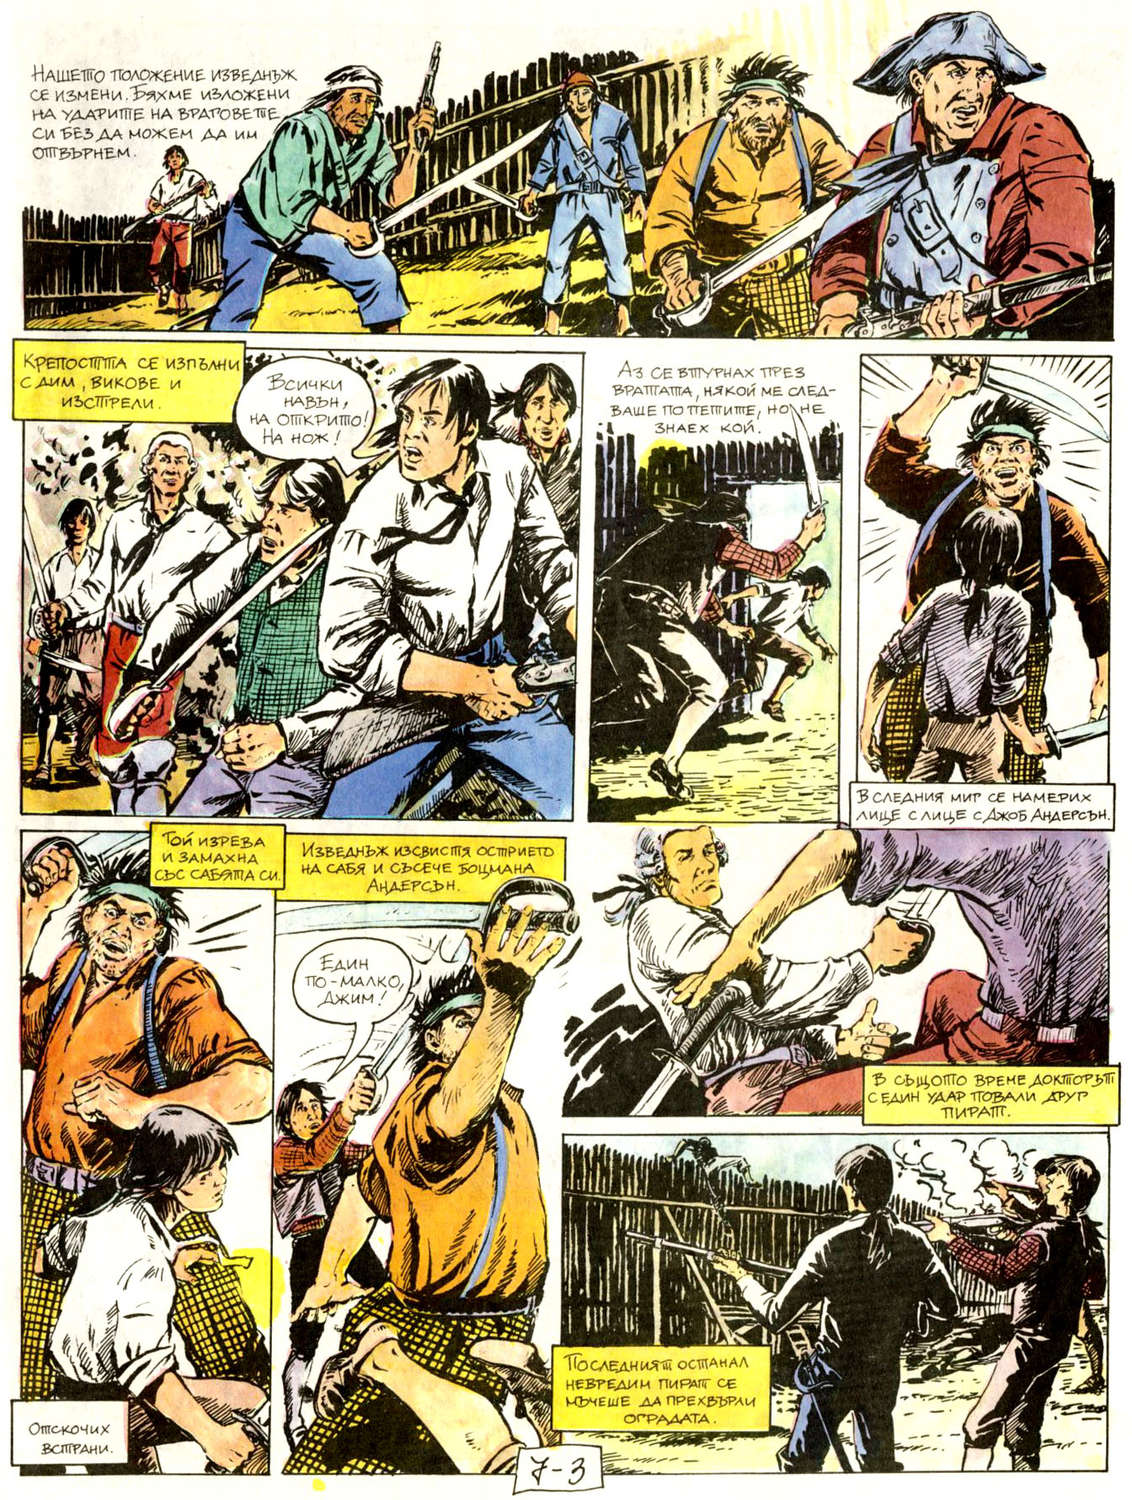 Нашето положение изведнъж
се измени. Бяхме изложени
на ударите на враговете
си без да можем да им
отвърнем.
Крепостта се изпълни
с дим, викове и
изстрели.
Всички
навън,
на открито!
На нож!
Аз се втурнах през
вратата, някой ме след-
ваше по петите, но не
знаех кой.
В следния миг се намерих
лице с лице с Джоб Андерсън.
Той изрева
и замахна
със сабята си.
Отскочих
встрани.
Изведнъж изсвистя острието
на сабя и съсече боцмана
Андерсън.
Един
по-малко,
Джим!
В същото време докторът
с един удар повали друг
пират.
Последният останал
невредим пират се
мъчеше да прехвърли
оградата.
7-3